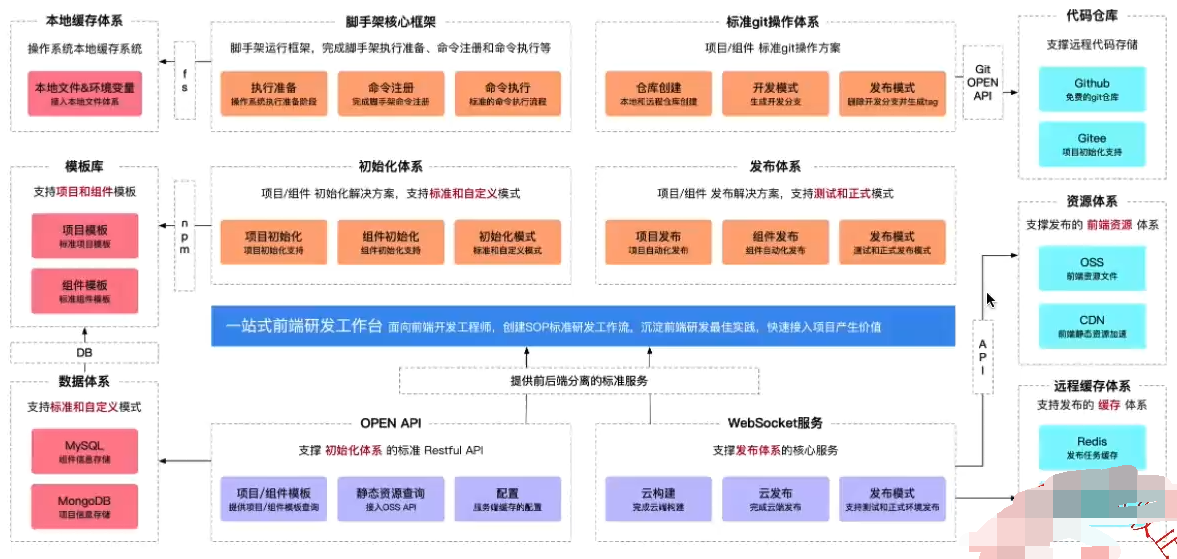 本地缓存体系
操作系统本地缓存系统
本地文件&环境变量
接入本地文件体系
fs
脚手架核心框架
脚手架运行框架，完成脚手架执行准备、命令注册和命令执行等
执行准备
操作系统执行准备阶段
命令注册
完成脚手架命令注册
命令执行
标准的命令执行流程
标准git操作体系
项目/组件 标准git操作方案
仓库创建
本地和远程仓库创建
开发模式
生成开发分支
发布模式
删除开发分支并生成tag
Git
OPEN
API
代码仓库
支撑远程代码存储
Github
免费的git仓库
Gitee
项目初始化支持
模板库
支持项目和组件模板
项目模板
标准项目模板
组件模板
标准组件模板
npm
初始化体系
项目/组件 初始化解决方案，支持标准和自定义模式
项目初始化
项目初始化支持
组件初始化
组件初始化支持
初始化模式
标准和自定义模式
发布体系
项目/组件 发布解决方案，支持测试和正式模式
项目发布
项目自动化发布
组件发布
组件自动化发布
发布模式
测试和正式发布模式
资源体系
支撑发布的 前端资源 体系
OSS
前端资源文件
CDN
前端静态资源加速
一站式前端研发工作台 面向前端开发工程师，创建SOP标准研发工作流。沉淀前端研发最佳实践，快速接入项目产生价值
DB
提供前后端分离的标准服务
API
数据体系
支持标准和自定义模式
MySQL
组件信息存储
MongoDB
项目信息存储
OPEN API
支撑 初始化体系 的标准 Restful API
项目/组件模板
提供项目/组件模板查询
静态资源查询
接入OSS API
配置
服务端缓存的配置
WebSocket服务
支撑发布体系的核心服务
云构建
完成云端构建
云发布
完成云端发布
发布模式
支持测试和正式环境发布
远程缓存体系
支持发布的 缓存 体系
Redis
发布任务缓存